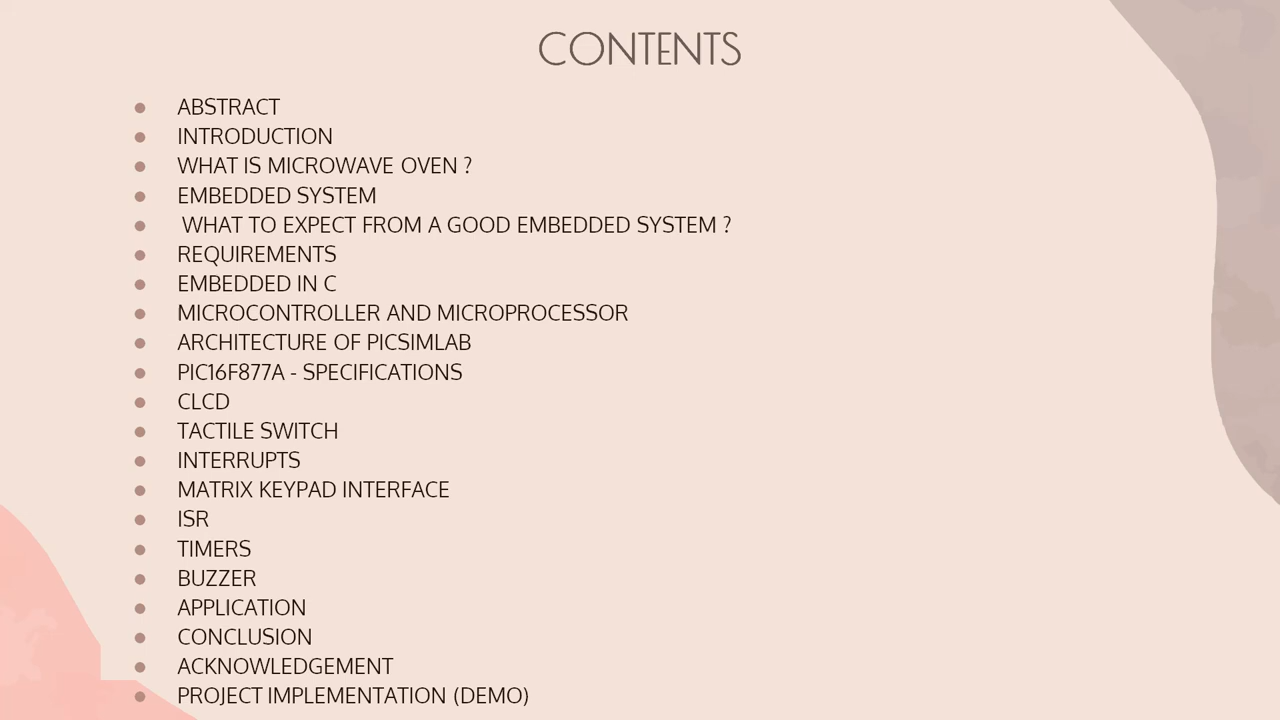 CONTENTS
ABSTRACT
INTRODUCTION
WHAT IS MICROWAVE OVEN ?
EMBEDDED SYSTEM
WHAT TO EXPECT FROM A GOOD EMBEDDED SYSTEM ?
REQUIREMENTS
EMBEDDED IN C
MICROCONTROLLER AND MICROPROCESSOR
ARCHITECTURE OF PICSIMLAB
PIC16F877A - SPECIFICATIONS
CLCD
TACTILE SWITCH
INTERRUPTS
MATRIX KEYPAD INTERFACE
ISR
TIMERS
BUZZER
APPLICATION
CONCLUSION
ACKNOWLEDGEMENT
PROJECT IMPLEMENTATION (DEMO)